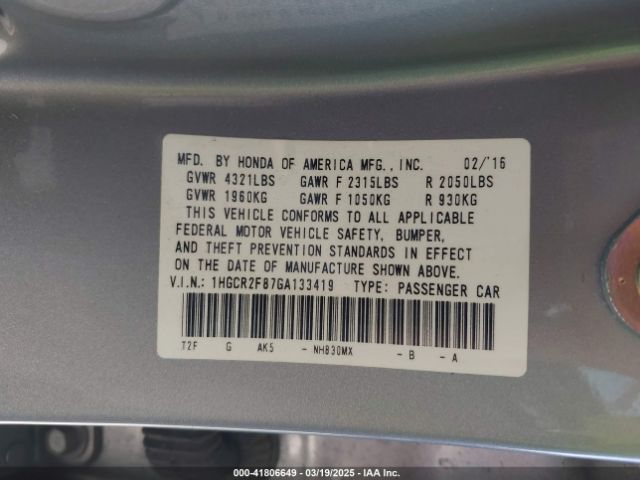 MFD. BY HONDA OF AMERICA MFG., INC. 02/'16
GVWR 4321LBS GAWR F 2315LBS R 2050LBS
GVWR 1960KG GAWR F 1050KG R 930KG
THIS VEHICLE CONFORMS TO ALL APPLICABLE
FEDERAL MOTOR VEHICLE SAFETY, BUMPER,
AND THEFT PREVENTION STANDARDS IN EFFECT
ON THE DATE OF MANUFACTURE SHOWN ABOVE.
V.I.N.: 1HGCR2F87GA133419 TYPE: PASSENGER CAR
T2F G AK5 - NH830MX - B - A
000-41806649 - 03/19/2025 - IAA Inc.